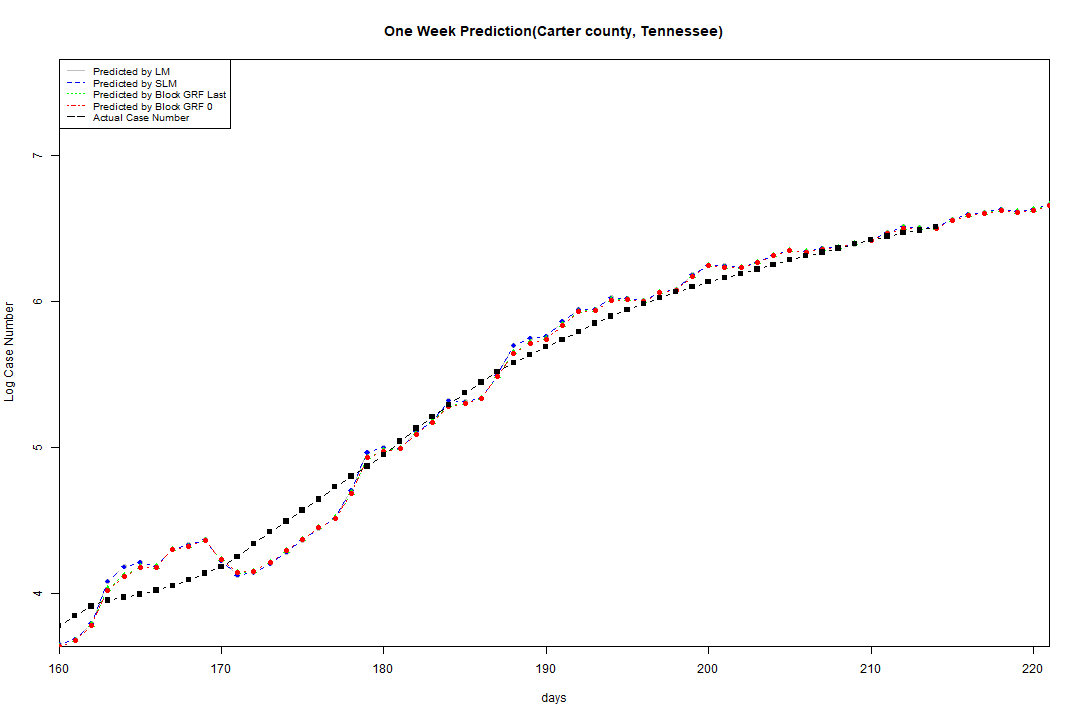 One Week Prediction(Carter county, Tennessee)
Predicted by LM
Predicted by SLM
Predicted by Block GRF Last
Predicted by Block GRF 0
Actual Case Number
7
6
5
4
Log Case Number
160 170 180 190 200 210 220
days